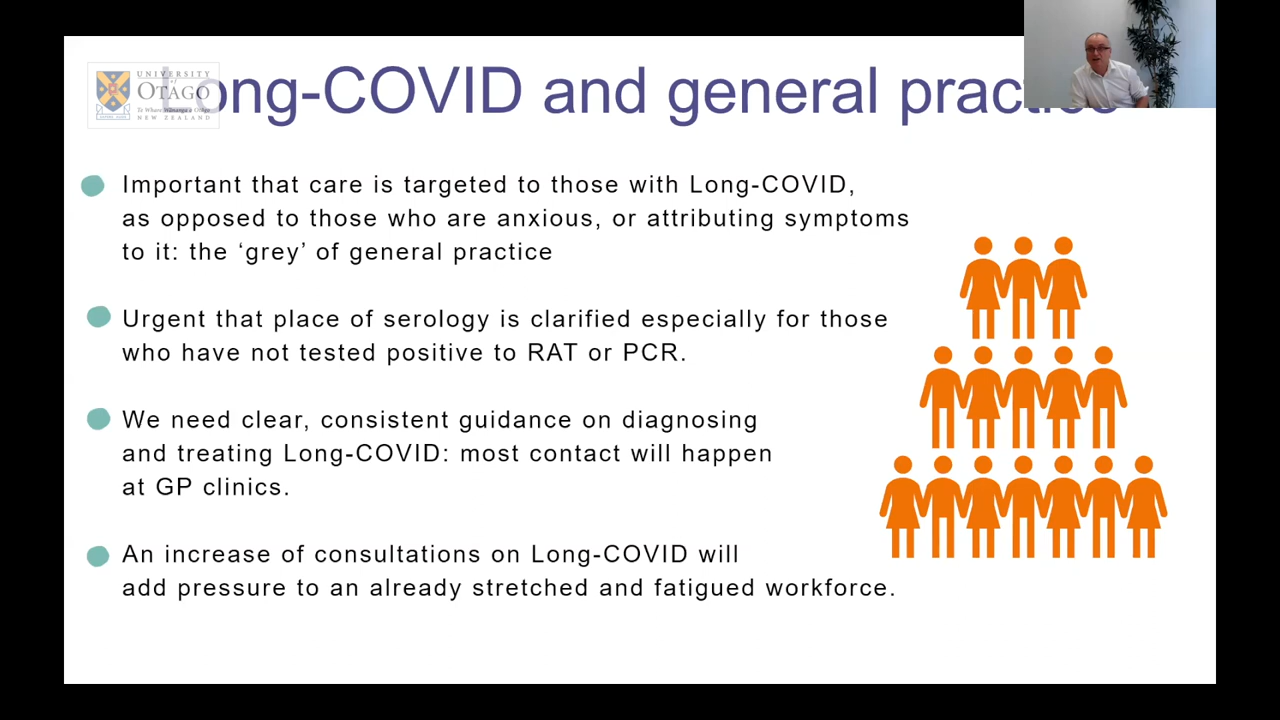 UNIVERSITY
of
OTAGO
Te Whare Wānanga o Otāgo
NEW ZEALAND
Long-COVID and general practice
Important that care is targeted to those with Long-COVID,
as opposed to those who are anxious, or attributing symptoms
to it: the ‘grey’ of general practice
Urgent that place of serology is clarified especially for those
who have not tested positive to RAT or PCR.
We need clear, consistent guidance on diagnosing
and treating Long-COVID: most contact will happen
at GP clinics.
An increase of consultations on Long-COVID will
add pressure to an already stretched and fatigued workforce.